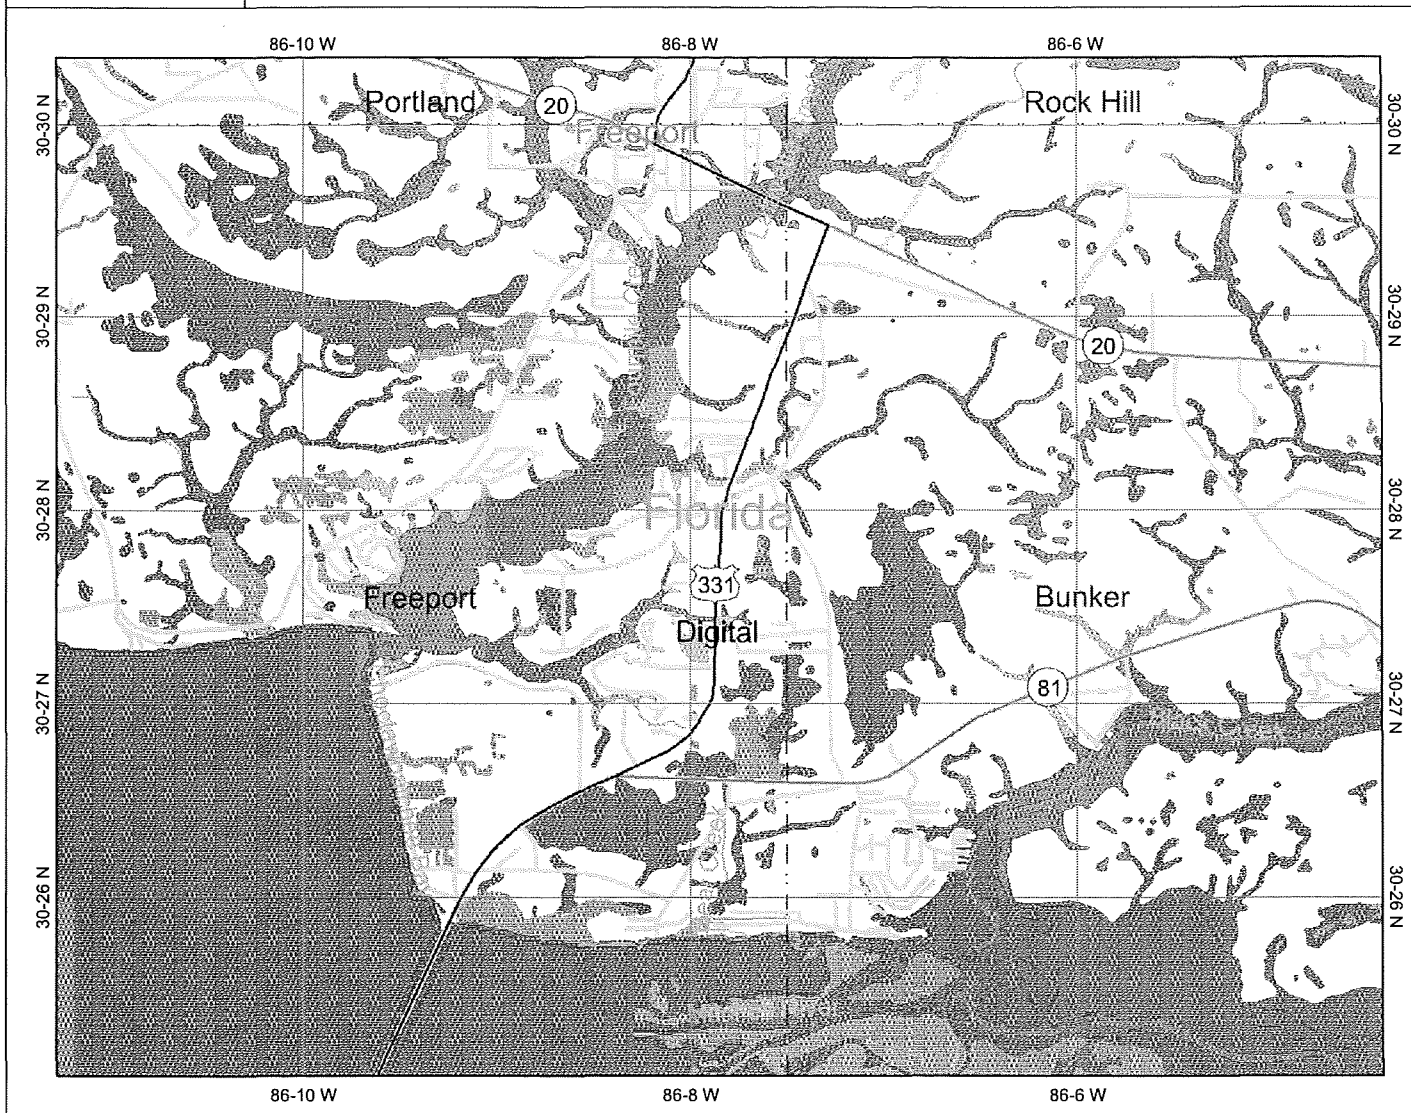 86-10 W
86-8 W
86-6 W
30-30 N
30-30 N
Portland
20
Freeport
Rock Hill
30-29 N
30-29 N
20
30-28 N
30-28 N
Florida
331
Freeport
Digital
Bunker
81
30-27 N
30-27 N
30-26 N
30-26 N
86-10 W
86-8 W
86-6 W